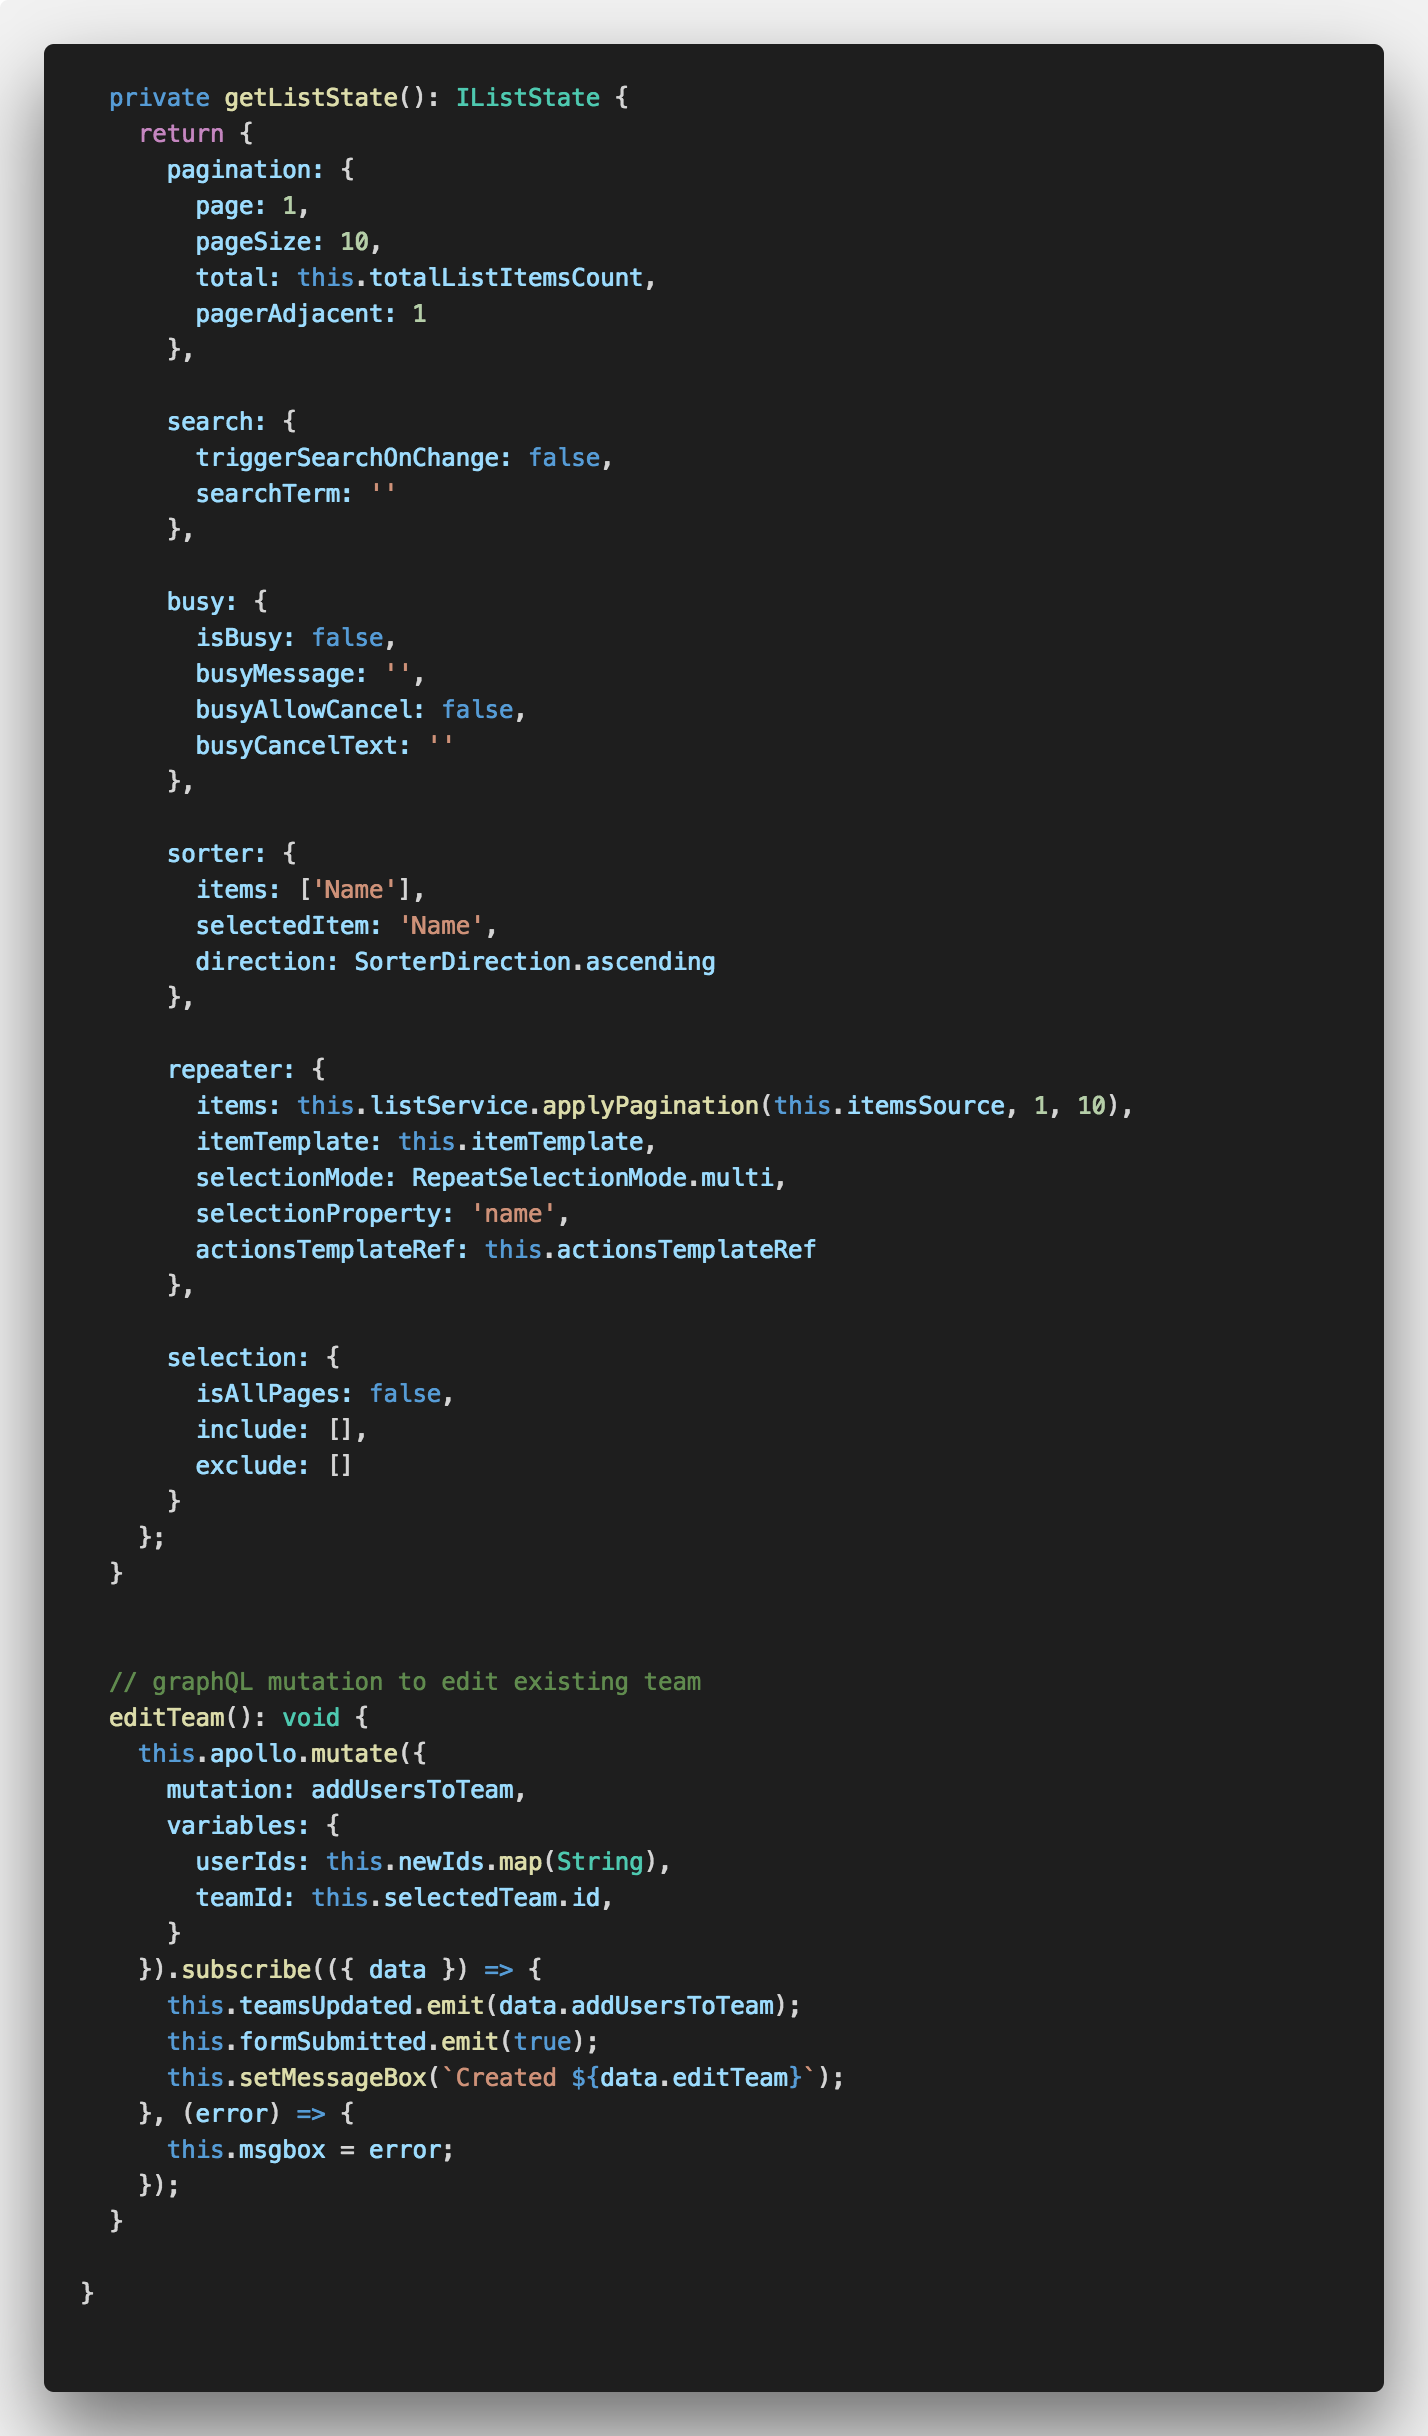 private getListState(): IListState {
return {
pagination: {
page: 1,
pageSize: 10,
total: this.totalListItemsCount,
pagerAdjacent: 1
},
search: {
triggerSearchOnChange: false,
searchTerm: ''
},
busy: {
isBusy: false,
busyMessage: '',
busyAllowCancel: false,
busyCancelText: ''
},
sorter: {
items: ['Name'],
selectedItem: 'Name',
direction: SorterDirection.ascending
},
repeater: {
items: this.listService.applyPagination(this.itemsSource, 1, 10),
itemTemplate: this.itemTemplate,
selectionMode: RepeatSelectionMode.multi,
selectionProperty: 'name',
actionsTemplateRef: this.actionsTemplateRef
},
selection: {
isAllPages: false,
include: [],
exclude: []
}
};
}
// graphQL mutation to edit existing team
editTeam(): void {
this.apollo.mutate({
mutation: addUsersToTeam,
variables: {
userIds: this.newIds.map(String),
teamId: this.selectedTeam.id,
}
}).subscribe(({ data }) => {
this.teamsUpdated.emit(data.addUsersToTeam);
this.formSubmitted.emit(true);
this.setMessageBox(`Created ${data.editTeam}`);
}, (error) => {
this.msgbox = error;
});
}
}